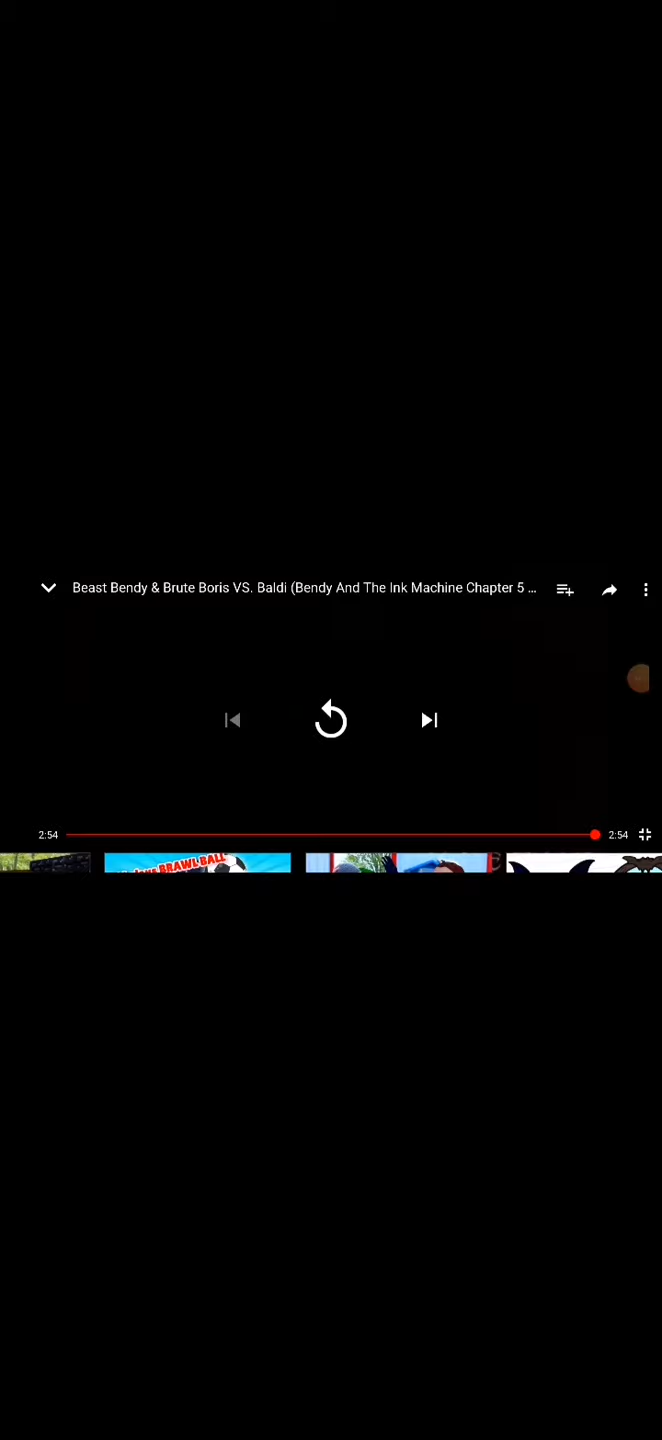 Beast Bendy & Brute Boris VS. Baldi (Bendy And The Ink Machine Chapter 5 ...
2:54
2:54
BRAWL BALL